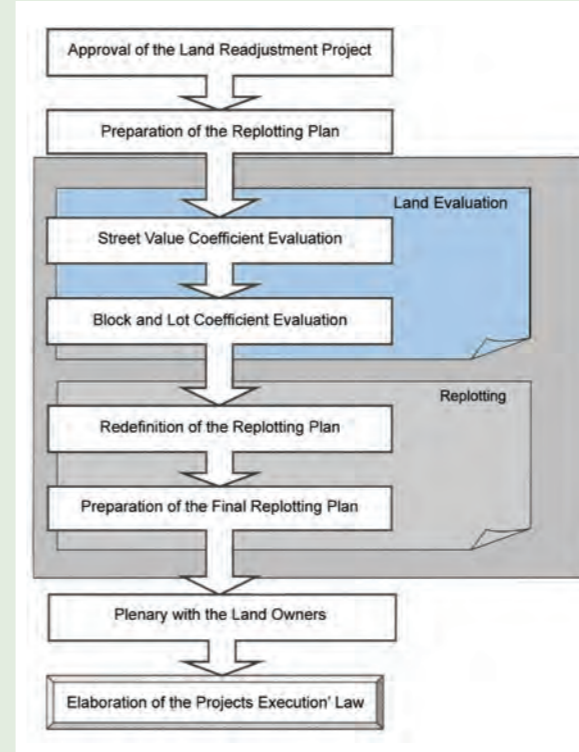 Approval of the Land Readjustment Project
Preparation of the Replotting Plan
Land Evaluation
Street Value Coefficient Evaluation
Block and Lot Coefficient Evaluation
Replotting
Redefinition of the Replotting Plan
Preparation of the Final Replotting Plan
Plenary with the Land Owners
Elaboration of the Projects Execution' Law